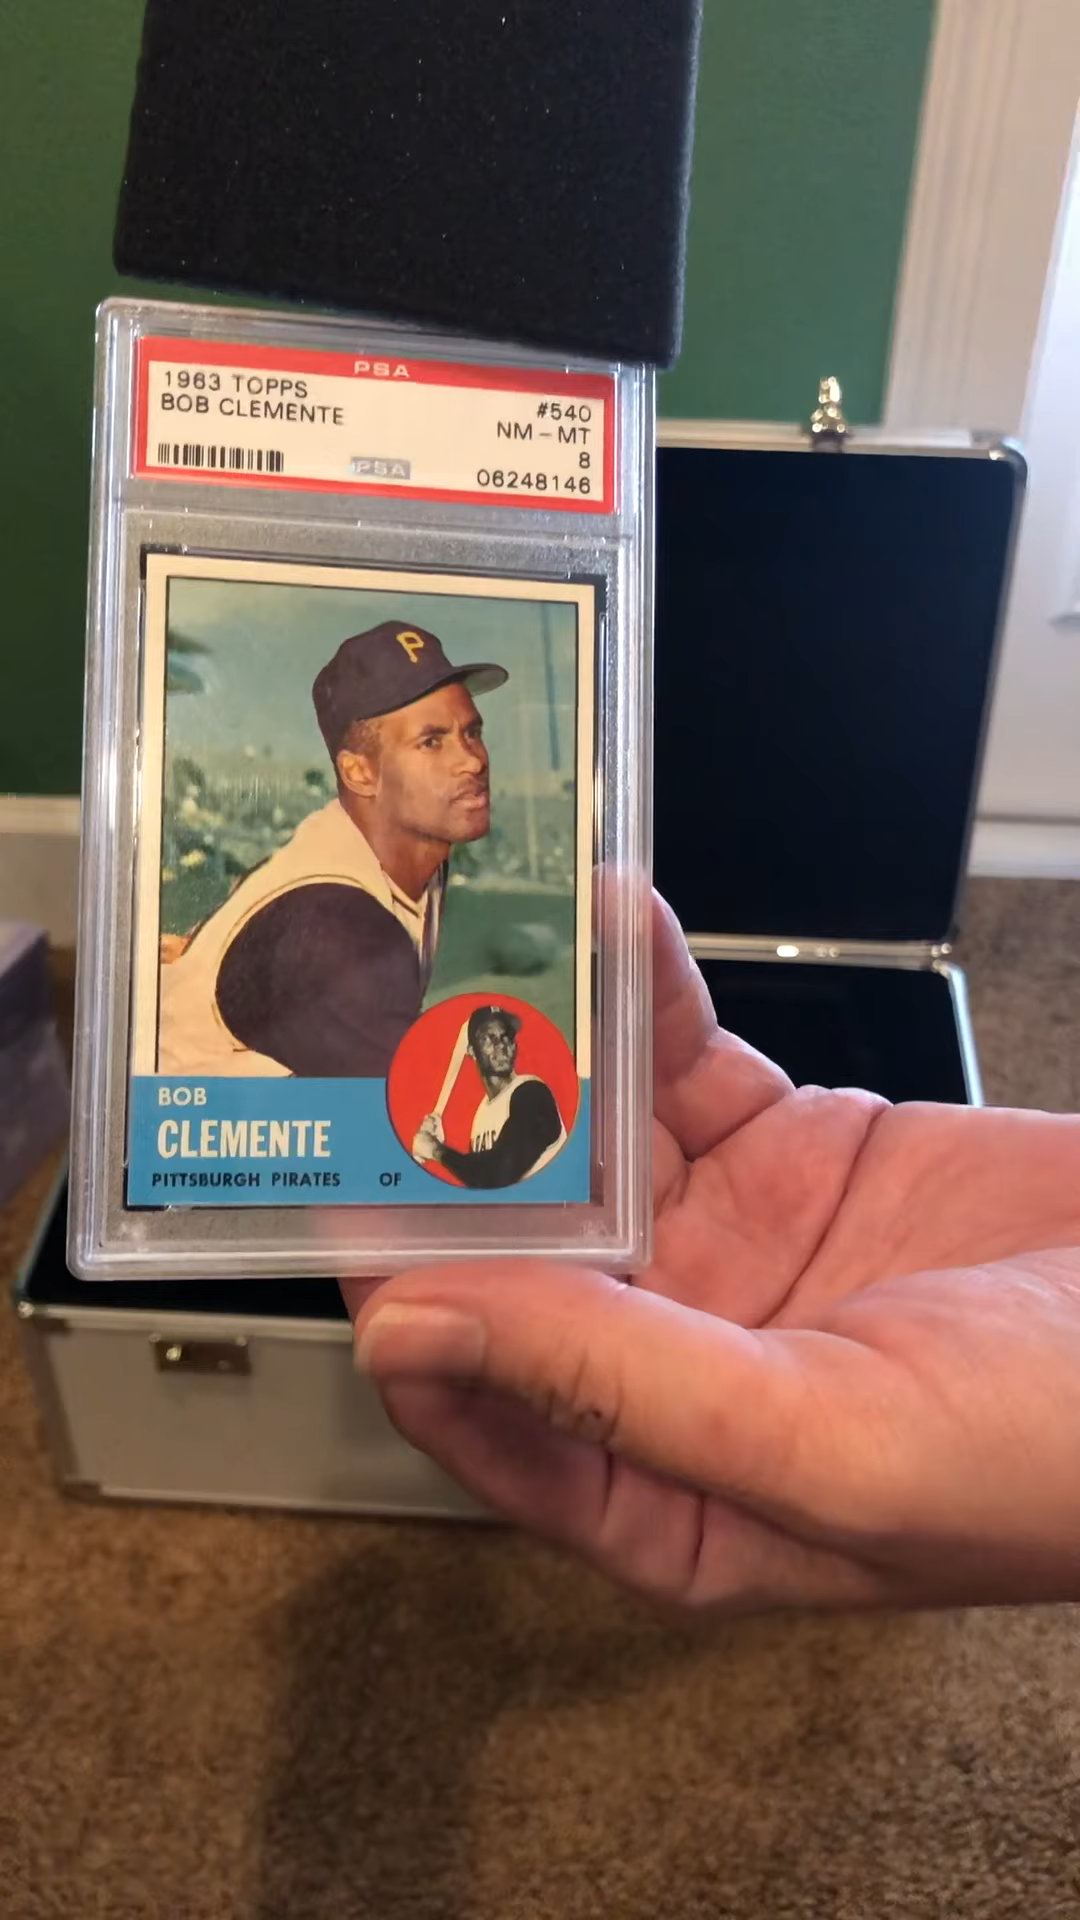 PSA
1963 TOPPS
BOB CLEMENTE
#540
NM-MT
8
PSA
06248146
P
BOB
CLEMENTE
PITTSBURGH PIRATES OF